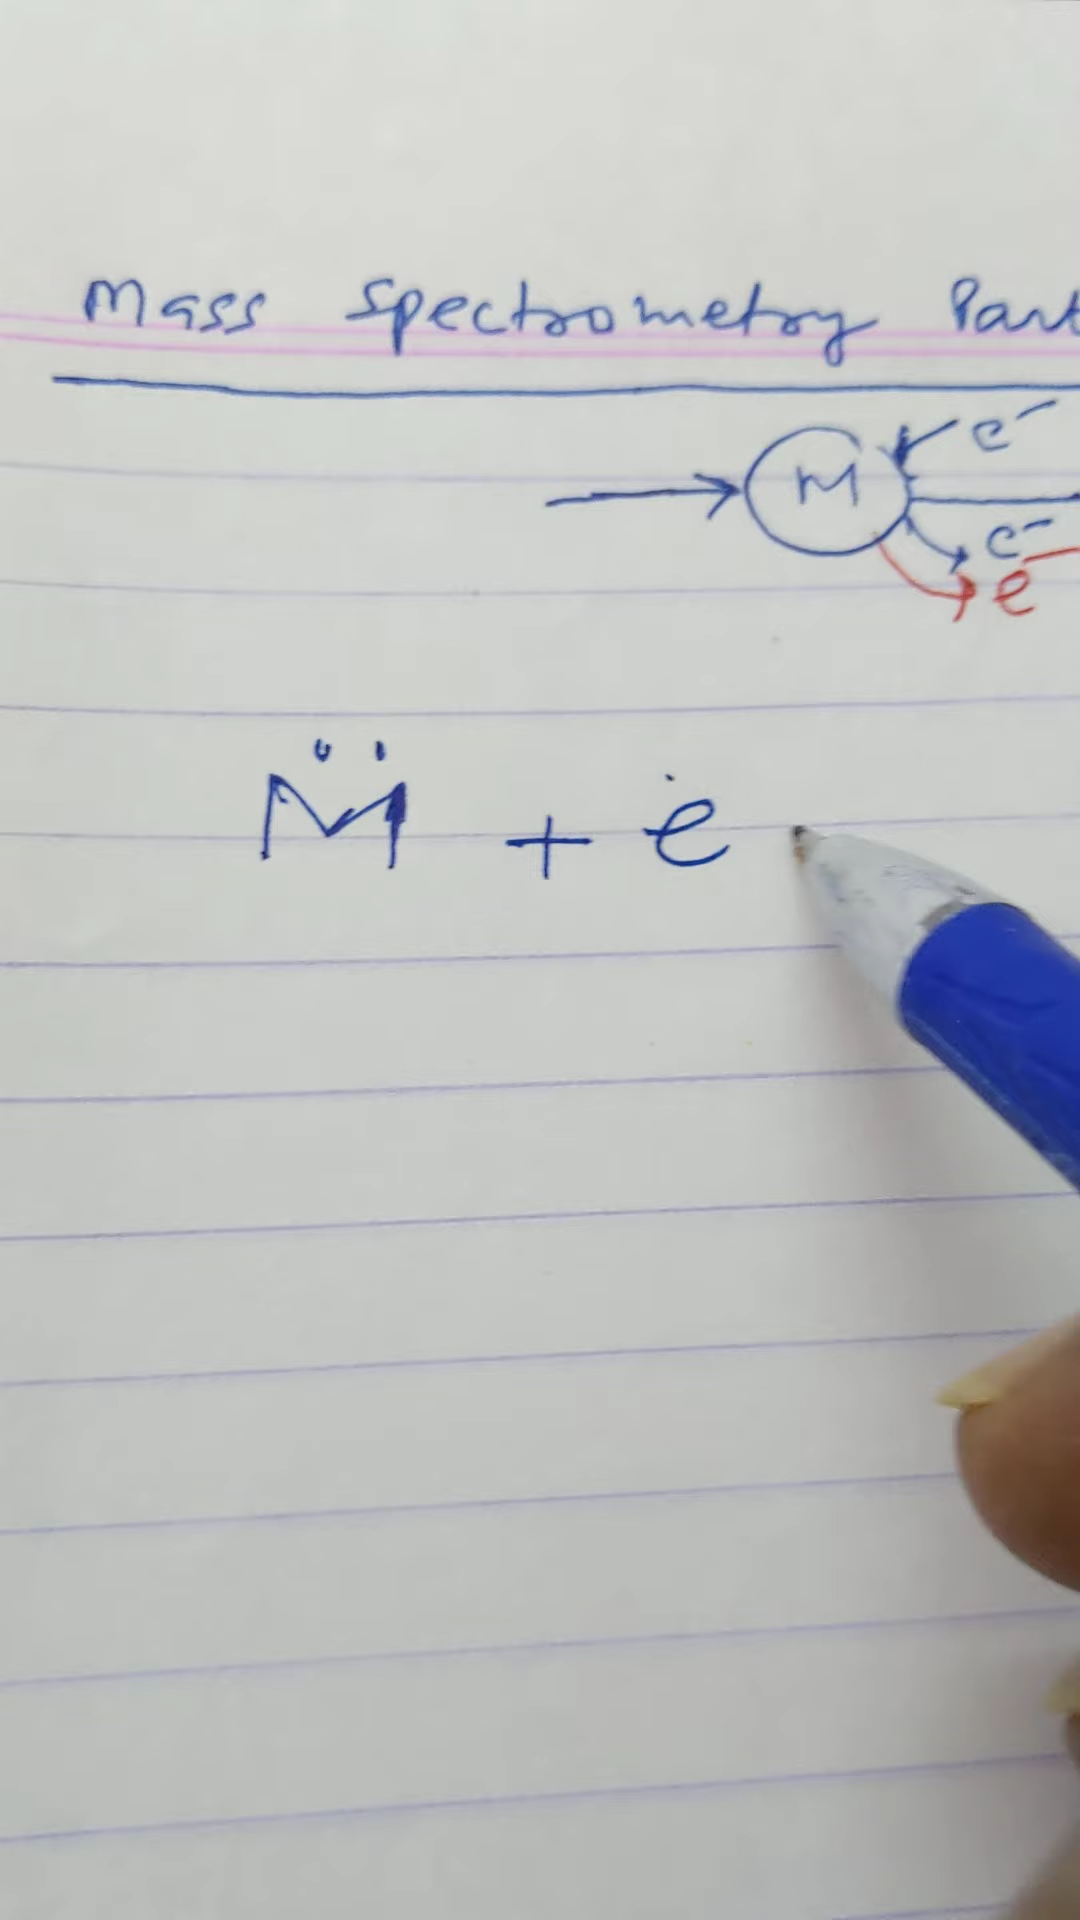 Mass Spectrometry Part
e⁻
M
e⁻
e⁻
M̈ + ė